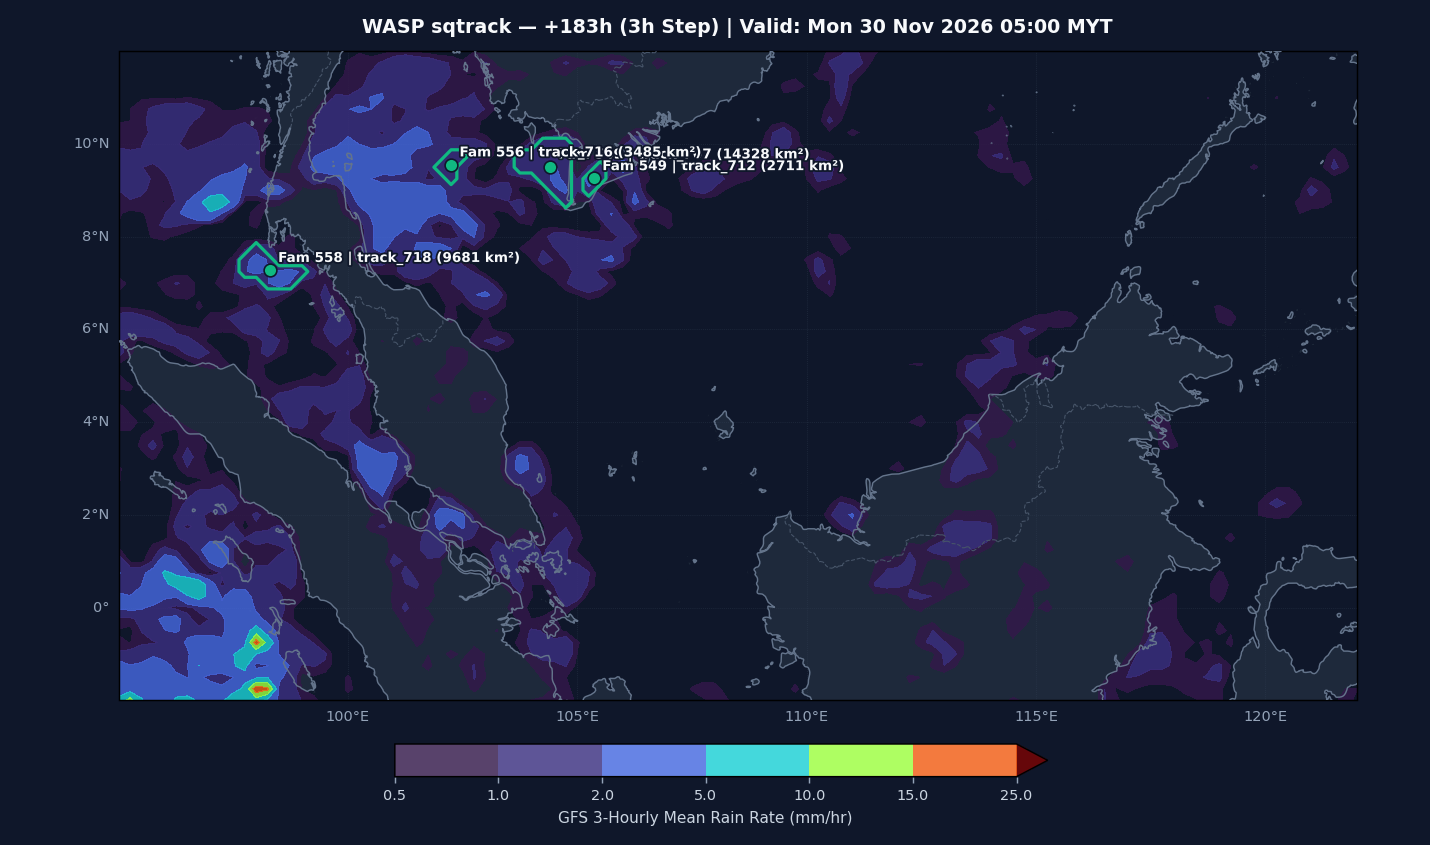 WASP sqtrack — +183h (3h Step) | Valid: Mon 30 Nov 2026 05:00 MYT
10°N
8°N
6°N
4°N
2°N
0°
Fam 556 | track_716 (3485 km²)
7 (14328 km²)
Fam 549 | track_712 (2711 km²)
Fam 558 | track_718 (9681 km²)
100°E 105°E 110°E 115°E 120°E
0.5 1.0 2.0 5.0 10.0 15.0 25.0
GFS 3-Hourly Mean Rain Rate (mm/hr)